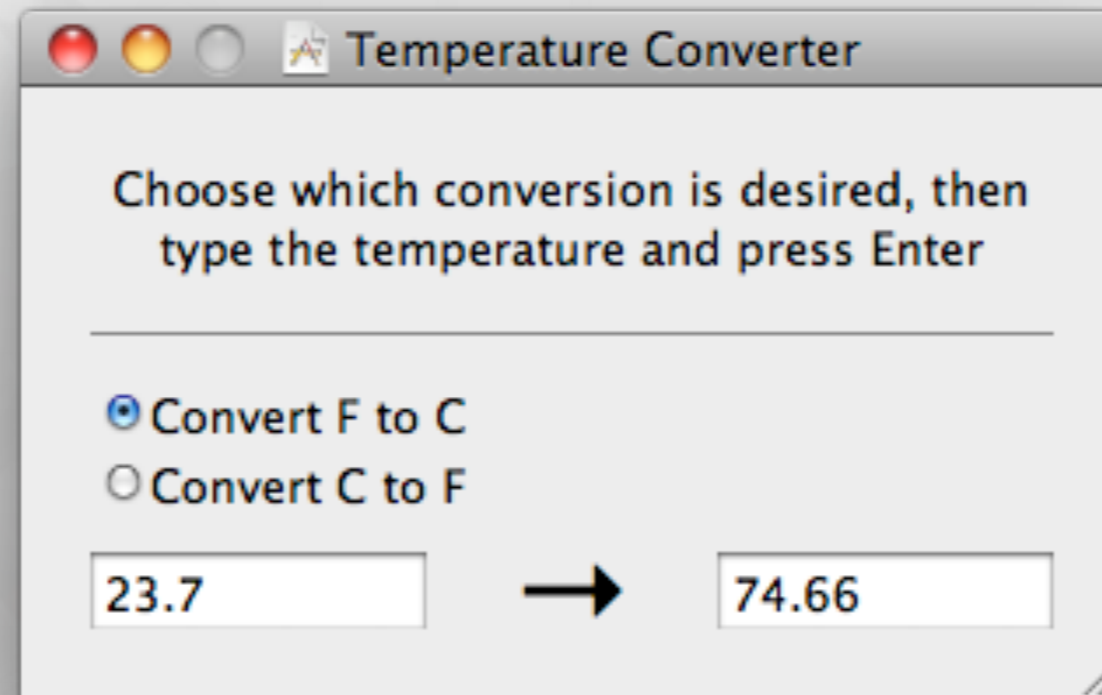 Temperature Converter
Choose which conversion is desired, then
type the temperature and press Enter
Convert F to C
Convert C to F
23.7
74.66